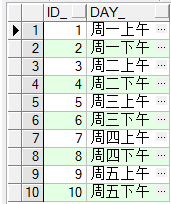 ID_ DAY_
1 1 周一上午 ...
2 2 周一下午 ...
3 3 周二上午 ...
4 4 周二下午 ...
5 5 周三上午 ...
6 6 周三下午 ...
7 7 周四上午 ...
8 8 周四下午 ...
9 9 周五上午 ...
10 10 周五下午 ...